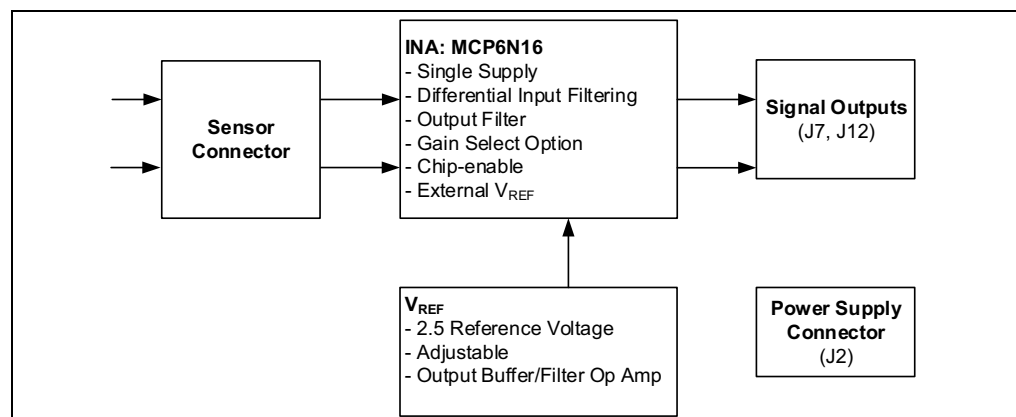 Sensor
Connector
INA: MCP6N16
- Single Supply
- Differential Input Filtering
- Output Filter
- Gain Select Option
- Chip-enable
- External VREF
Signal Outputs
(J7, J12)
VREF
- 2.5 Reference Voltage
- Adjustable
- Output Buffer/Filter Op Amp
Power Supply
Connector
(J2)